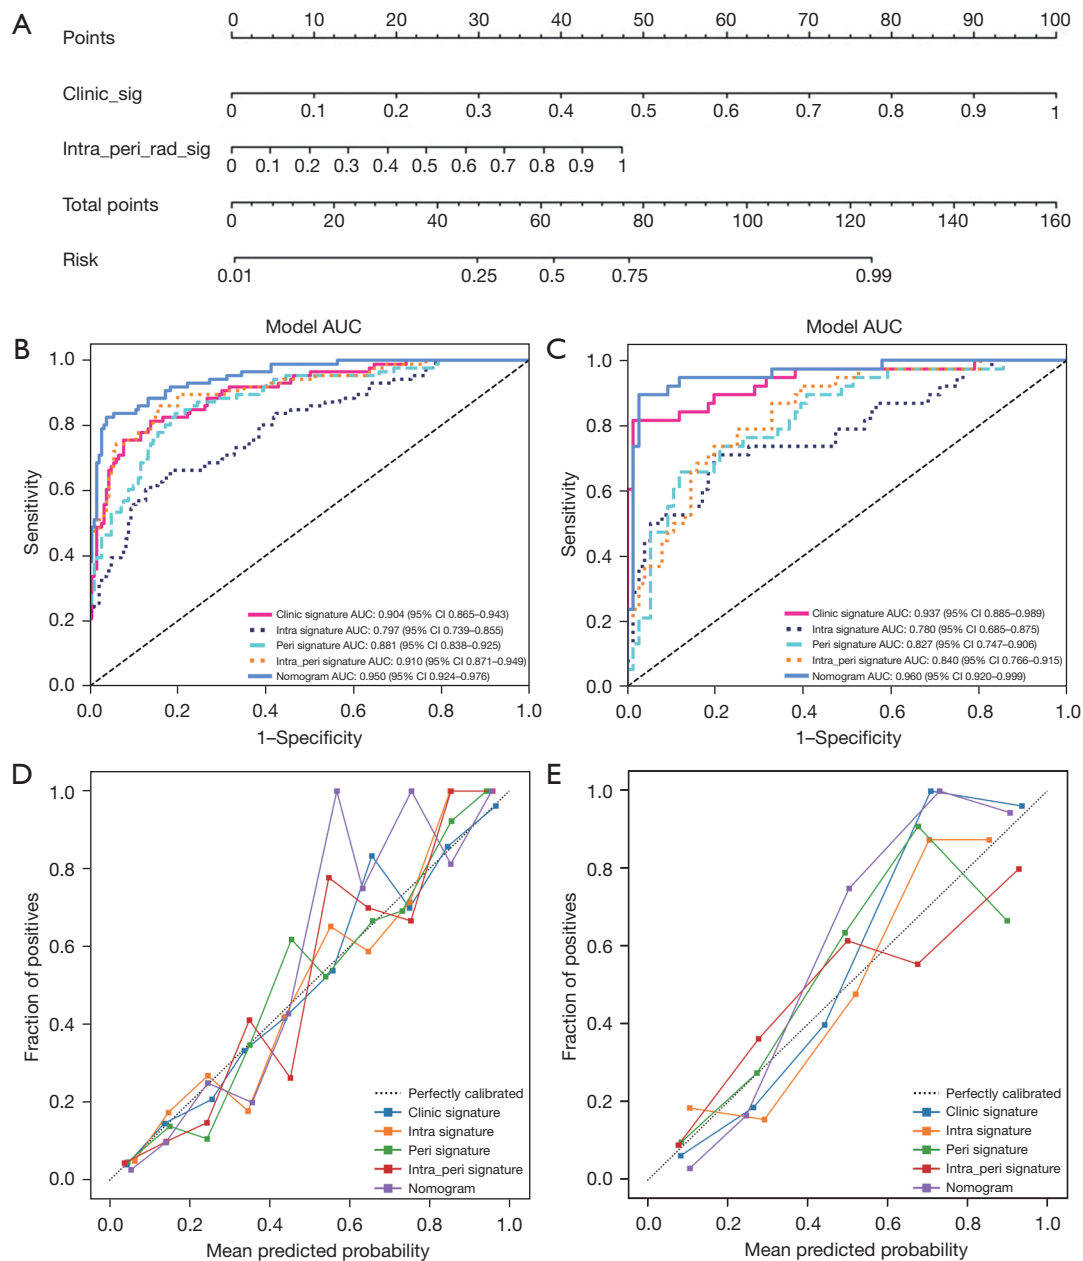 A
Points
0 10 20 30 40 50 60 70 80 90 100
Clinic_sig
0 0.1 0.2 0.3 0.4 0.5 0.6 0.7 0.8 0.9 1
Intra_peri_rad_sig
0 0.1 0.2 0.3 0.4 0.5 0.6 0.7 0.8 0.9 1
Total points
0 20 40 60 80 100 120 140 160
Risk
0.01 0.25 0.5 0.75 0.99
B
Model AUC
1.0
0.8
0.6
0.4
0.2
0.0
Sensitivity
Clinic signature AUC: 0.904 (95% CI 0.865–0.943)
Intra signature AUC: 0.797 (95% CI 0.739–0.855)
Peri signature AUC: 0.881 (95% CI 0.838–0.925)
Intra_peri signature AUC: 0.910 (95% CI 0.871–0.949)
Nomogram AUC: 0.950 (95% CI 0.924–0.976)
0.0 0.2 0.4 0.6 0.8 1.0
1–Specificity
C
Model AUC
1.0
0.8
0.6
0.4
0.2
0.0
Sensitivity
Clinic signature AUC: 0.937 (95% CI 0.885–0.989)
Intra signature AUC: 0.780 (95% CI 0.685–0.875)
Peri signature AUC: 0.827 (95% CI 0.747–0.906)
Intra_peri signature AUC: 0.840 (95% CI 0.766–0.915)
Nomogram AUC: 0.960 (95% CI 0.920–0.999)
0.0 0.2 0.4 0.6 0.8 1.0
1–Specificity
D
1.0
0.8
0.6
0.4
0.2
0.0
Fraction of positives
Perfectly calibrated
Clinic signature
Intra signature
Peri signature
Intra_peri signature
Nomogram
0.0 0.2 0.4 0.6 0.8 1.0
Mean predicted probability
E
1.0
0.8
0.6
0.4
0.2
0.0
Fraction of positives
Perfectly calibrated
Clinic signature
Intra signature
Peri signature
Intra_peri signature
Nomogram
0.0 0.2 0.4 0.6 0.8 1.0
Mean predicted probability